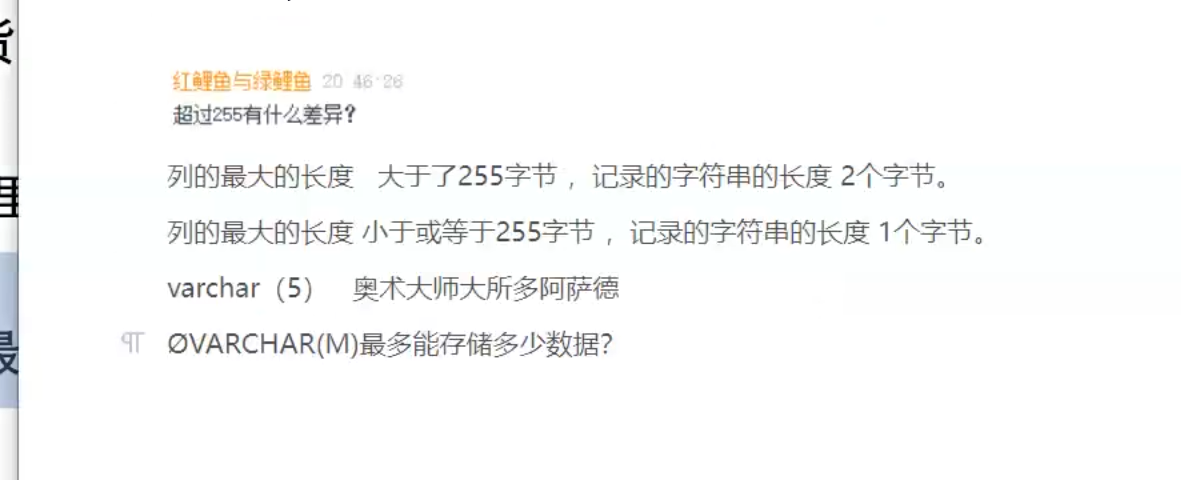 红鲤鱼与绿鲤鱼 20:46:26
超过255有什么差异?
列的最大的长度 大于了255字节，记录的字符串的长度 2个字节。
列的最大的长度 小于或等于255字节，记录的字符串的长度 1个字节。
varchar（5） 奥术大师大所多阿萨德
ØVARCHAR(M)最多能存储多少数据?